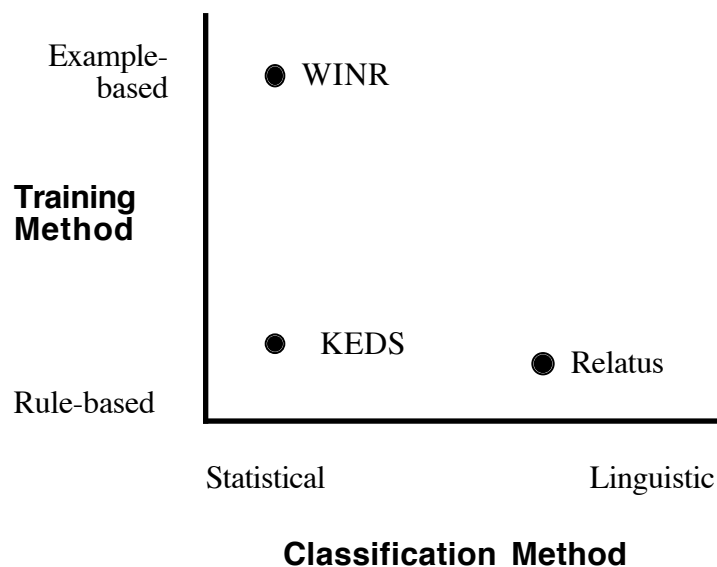 Example-
based
WINR
Training
Method
KEDS
Relatus
Rule-based
Statistical
Linguistic
Classification Method